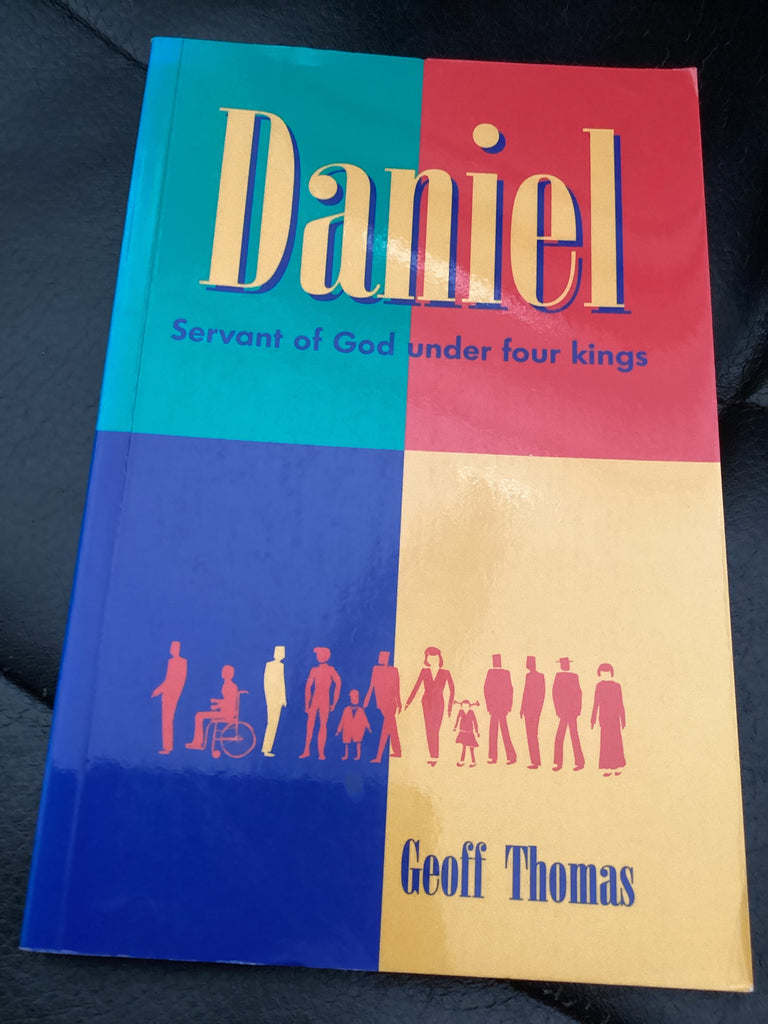 Daniel
Servant of God under four kings
Geoff Thomas